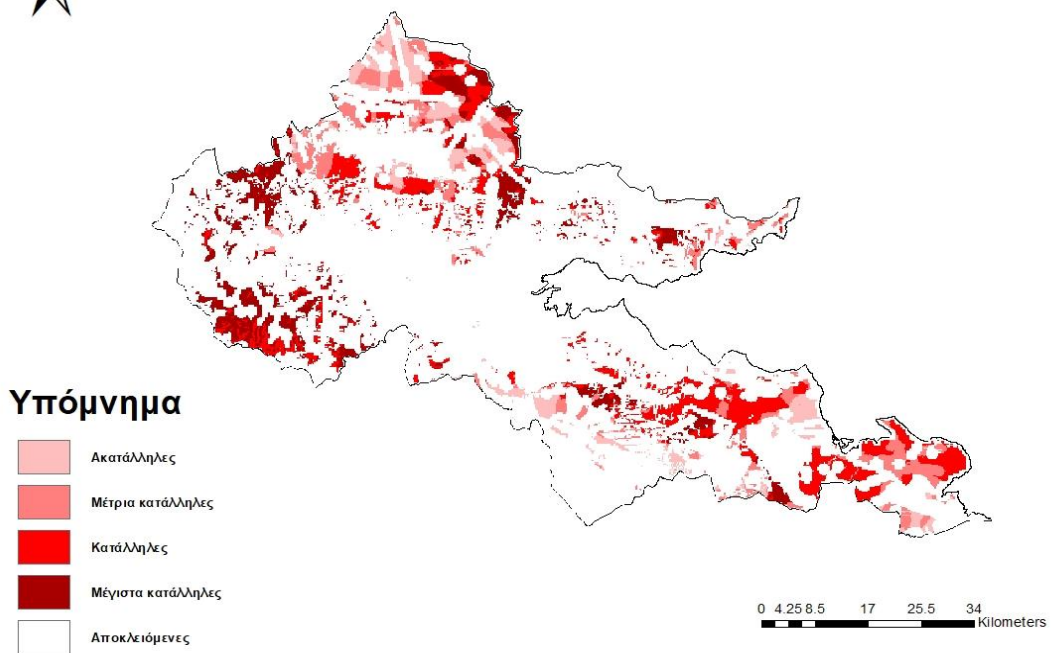 Υπόμνημα
Ακατάλληλες
Μέτρια κατάλληλες
Κατάλληλες
Μέγιστα κατάλληλες
Αποκλειόμενες
0 4.25 8.5 17 25.5 34
Kilometers